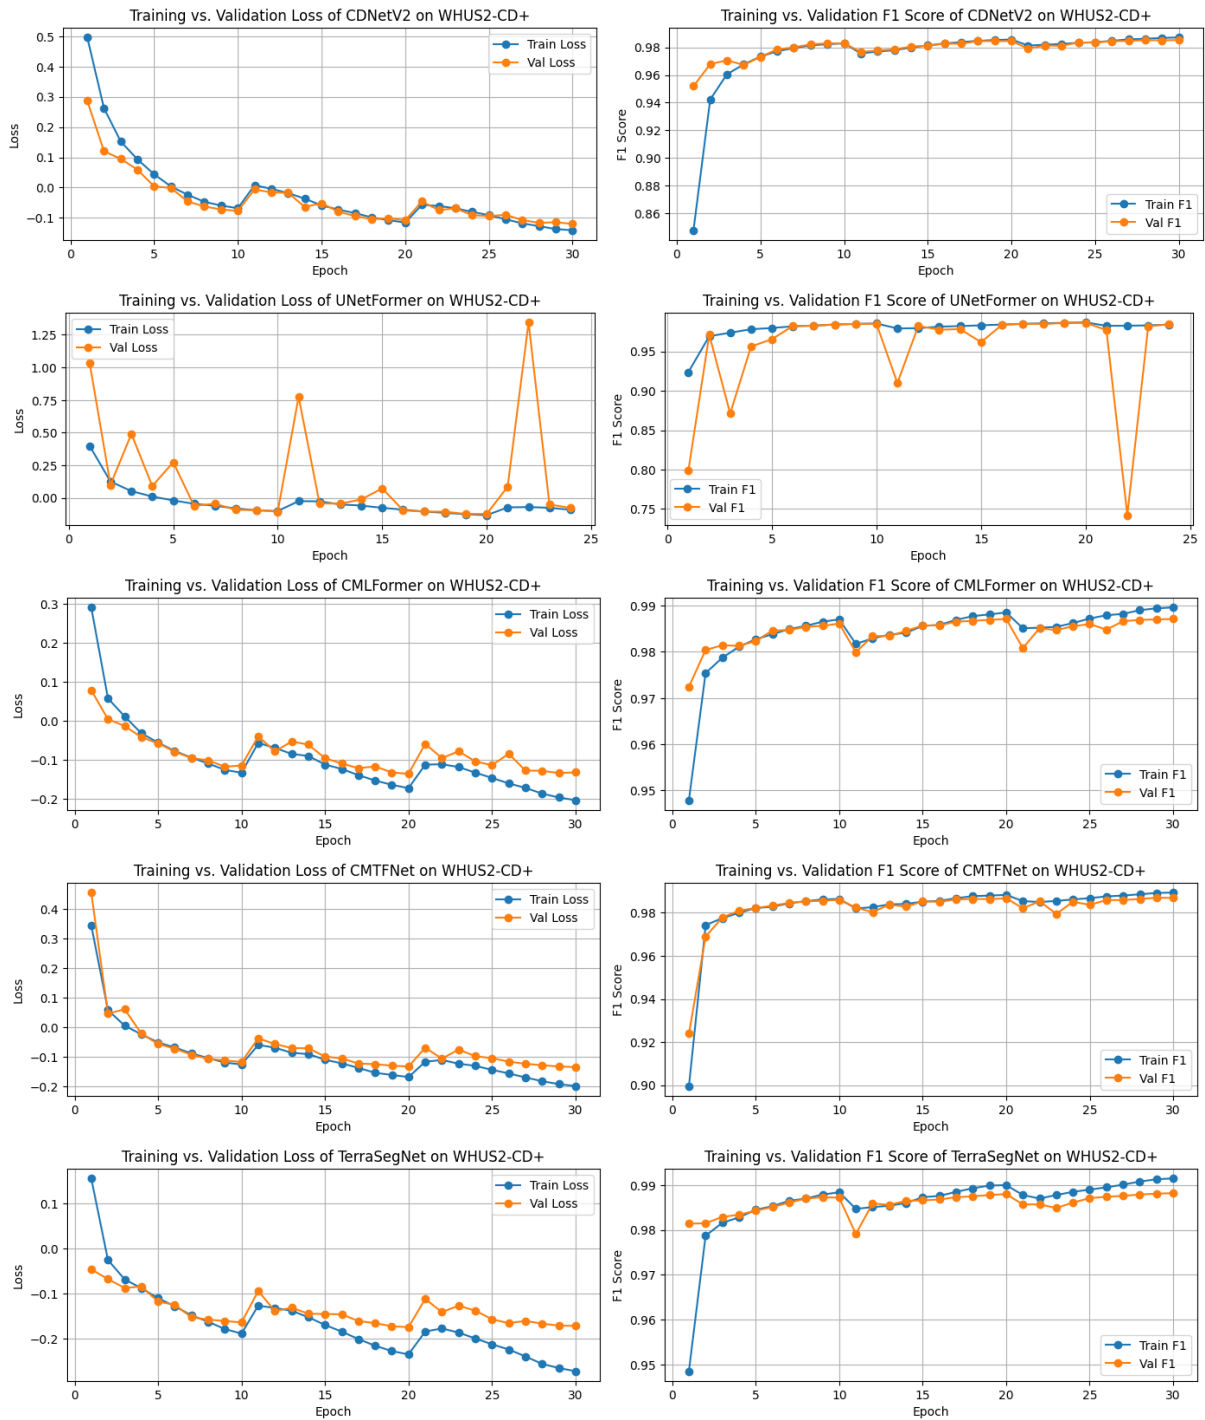 Training vs. Validation Loss of CDNetV2 on WHUS2-CD+
Loss
0.5
0.4
0.3
0.2
0.1
0.0
−0.1
Train Loss
Val Loss
0 5 10 15 20 25 30
Epoch
Training vs. Validation F1 Score of CDNetV2 on WHUS2-CD+
F1 Score
0.98
0.96
0.94
0.92
0.90
0.88
0.86
Train F1
Val F1
0 5 10 15 20 25 30
Epoch
Training vs. Validation Loss of UNetFormer on WHUS2-CD+
Loss
1.25
1.00
0.75
0.50
0.25
0.00
Train Loss
Val Loss
0 5 10 15 20 25
Epoch
Training vs. Validation F1 Score of UNetFormer on WHUS2-CD+
F1 Score
0.95
0.90
0.85
0.80
0.75
Train F1
Val F1
0 5 10 15 20 25
Epoch
Training vs. Validation Loss of CMLFormer on WHUS2-CD+
Loss
0.3
0.2
0.1
0.0
−0.1
−0.2
Train Loss
Val Loss
0 5 10 15 20 25 30
Epoch
Training vs. Validation F1 Score of CMLFormer on WHUS2-CD+
F1 Score
0.99
0.98
0.97
0.96
0.95
Train F1
Val F1
0 5 10 15 20 25 30
Epoch
Training vs. Validation Loss of CMTFNet on WHUS2-CD+
Loss
0.4
0.3
0.2
0.1
0.0
−0.1
−0.2
Train Loss
Val Loss
0 5 10 15 20 25 30
Epoch
Training vs. Validation F1 Score of CMTFNet on WHUS2-CD+
F1 Score
0.98
0.96
0.94
0.92
0.90
Train F1
Val F1
0 5 10 15 20 25 30
Epoch
Training vs. Validation Loss of TerraSegNet on WHUS2-CD+
Loss
0.1
0.0
−0.1
−0.2
Train Loss
Val Loss
0 5 10 15 20 25 30
Epoch
Training vs. Validation F1 Score of TerraSegNet on WHUS2-CD+
F1 Score
0.99
0.98
0.97
0.96
0.95
Train F1
Val F1
0 5 10 15 20 25 30
Epoch